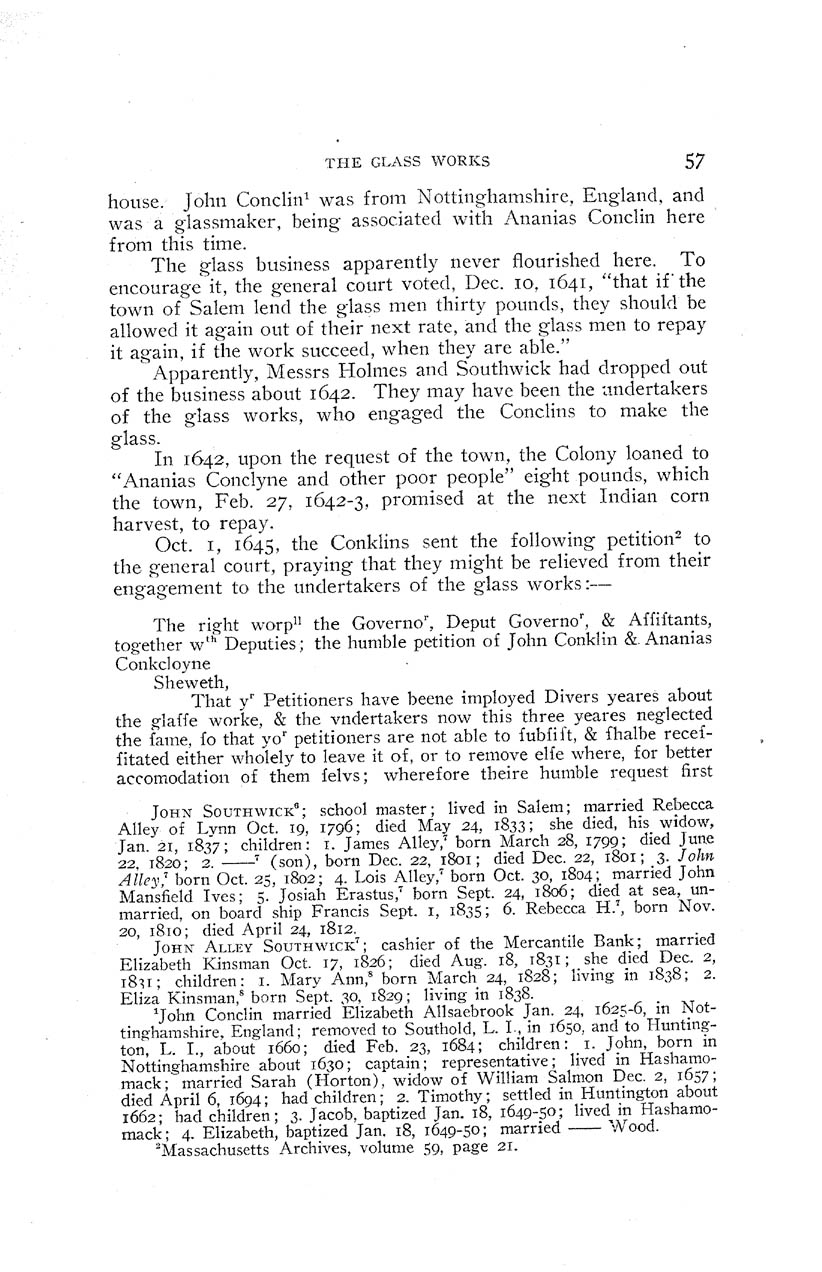 THE GLASS WORKS 57
house. John Conclin¹ was from Nottinghamshire, England, and
was a glassmaker, being associated with Ananias Conclin here
from this time.
The glass business apparently never flourished here. To
encourage it, the general court voted, Dec. 10, 1641, “that if the
town of Salem lend the glass men thirty pounds, they should be
allowed it again out of their next rate, and the glass men to repay
it again, if the work succeed, when they are able.”
Apparently, Messrs Holmes and Southwick had dropped out
of the business about 1642. They may have been the undertakers
of the glass works, who engaged the Conclins to make the
glass.
In 1642, upon the request of the town, the Colony loaned to
“Ananias Conclyne and other poor people” eight pounds, which
the town, Feb. 27, 1642-3, promised at the next Indian corn
harvest, to repay.
Oct. 1, 1645, the Conklins sent the following petition² to
the general court, praying that they might be relieved from their
engagement to the undertakers of the glass works:—
The right worpˡˡ the Governoʳ, Deput Governoʳ, & Affiftants,
together wᵗʰ Deputies; the humble petition of John Conklin & Ananias
Conkcloyne
Sheweth,
That yʳ Petitioners have beene imployed Divers yeares about
the glaffe worke, & the vndertakers now this three yeares neglected
the fame, fo that yoʳ petitioners are not able to fubfift, & fhalbe recef-
fitated either wholely to leave it of, or to remove elfe where, for better
accomodation of them felvs; wherefore theire humble request first
JOHN SOUTHWICK⁶; school master; lived in Salem; married Rebecca
Alley of Lynn Oct. 19, 1796; died May 24, 1833; she died, his widow,
Jan. 21, 1837; children: 1. James Alley,⁷ born March 28, 1799; died June
22, 1820; 2. ——⁷ (son), born Dec. 22, 1801; died Dec. 22, 1801; 3. John
Alley,⁷ born Oct. 25, 1802; 4. Lois Alley,⁷ born Oct. 30, 1804; married John
Mansfield Ives; 5. Josiah Erastus,⁷ born Sept. 24, 1806; died at sea, un-
married, on board ship Francis Sept. 1, 1835; 6. Rebecca H.⁷, born Nov.
20, 1810; died April 24, 1812.
JOHN ALLEY SOUTHWICK⁷; cashier of the Mercantile Bank; married
Elizabeth Kinsman Oct. 17, 1826; died Aug. 18, 1831; she died Dec. 2,
1831; children: 1. Mary Ann,⁸ born March 24, 1828; living in 1838; 2.
Eliza Kinsman,⁸ born Sept. 30, 1829; living in 1838.
¹John Conclin married Elizabeth Allsaebrook Jan. 24, 1625-6, in Not-
tinghamshire, England; removed to Southold, L. I., in 1650, and to Hunting-
ton, L. I., about 1660; died Feb. 23, 1684; children: 1. John, born in
Nottinghamshire about 1630; captain; representative; lived in Hashamo-
mack; married Sarah (Horton), widow of William Salmon Dec. 2, 1657;
died April 6, 1694; had children; 2. Timothy; settled in Huntington about
1662; had children; 3. Jacob, baptized Jan. 18, 1649-50; lived in Hashamo-
mack; 4. Elizabeth, baptized Jan. 18, 1649-50; married —— Wood.
²Massachusetts Archives, volume 59, page 21.